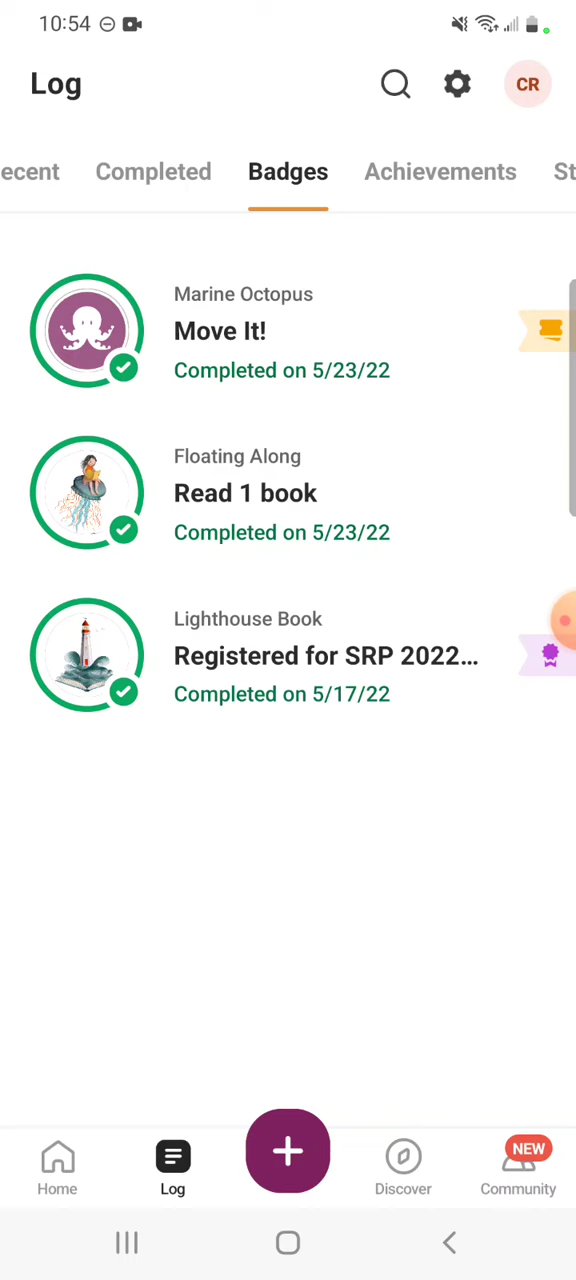 10:54
Log
CR
ecent Completed Badges Achievements St
Marine Octopus
Move It!
Completed on 5/23/22
Floating Along
Read 1 book
Completed on 5/23/22
Lighthouse Book
Registered for SRP 2022...
Completed on 5/17/22
NEW
Home Log Discover Community